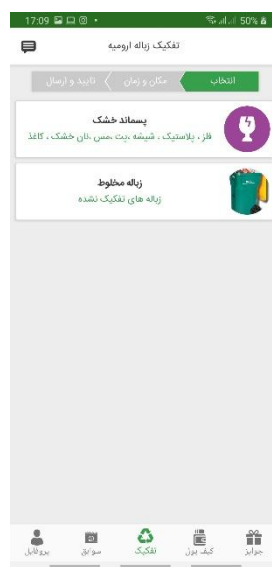 17:09
50%
تفکیک زباله ارومیه
انتخاب
مکان و زمان
تایید و ارسال
پسماند خشک
فلز ، پلاستیک ، شیشه ،پت ،مس ،نان خشک ، کاغذ
زباله مخلوط
زباله های تفکیک نشده
جوایز
کیف پول
تفکیک
سوابق
پروفایل